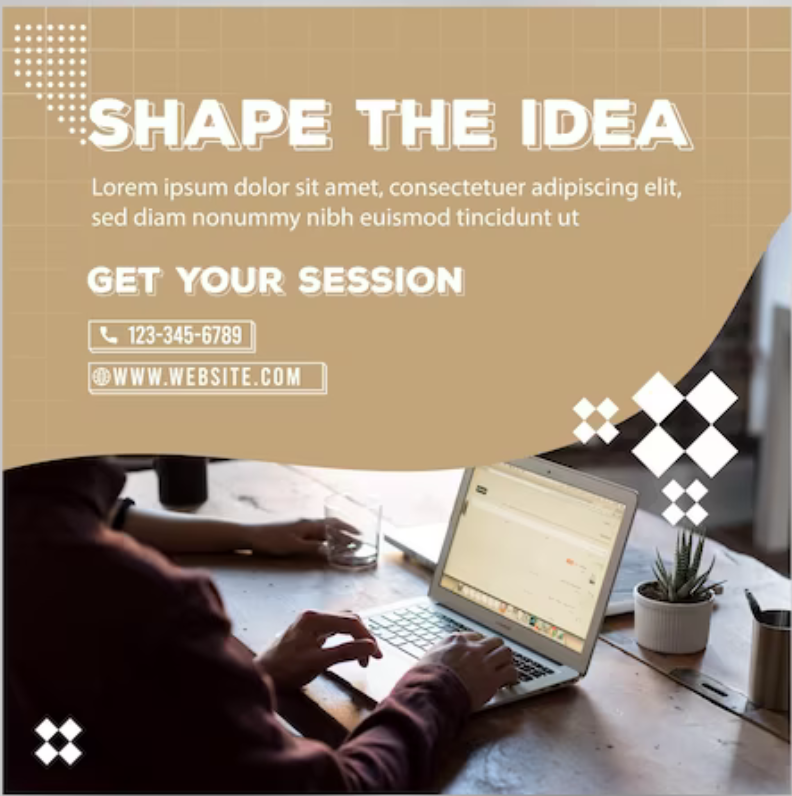 SHAPE THE IDEA
Lorem ipsum dolor sit amet, consectetuer adipiscing elit,
sed diam nonummy nibh euismod tincidunt ut
GET YOUR SESSION
123-345-6789
WWW.WEBSITE.COM